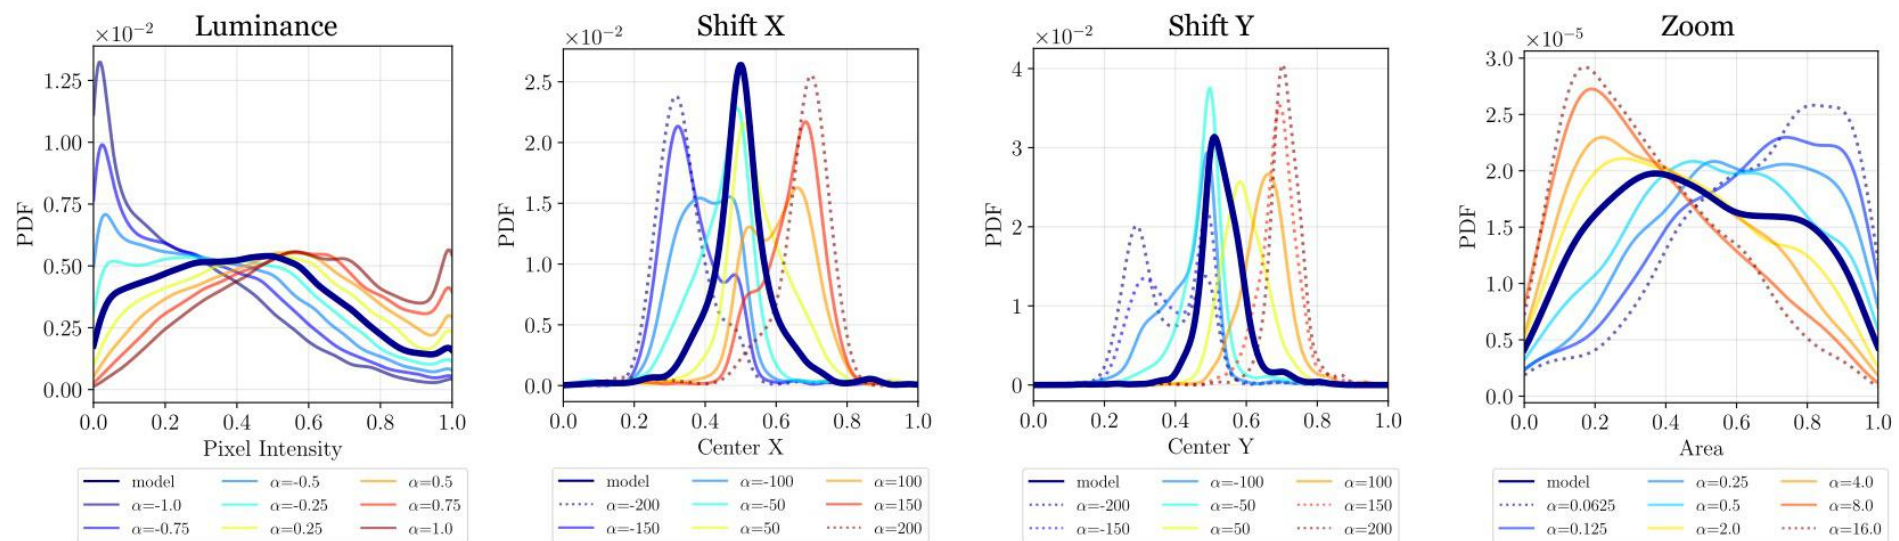 Luminance
×10⁻²
1.25
1.00
0.75
0.50
0.25
0.00
PDF
0.0 0.2 0.4 0.6 0.8 1.0
Pixel Intensity
model α=-0.5 α=0.5
α=-1.0 α=-0.25 α=0.75
α=-0.75 α=0.25 α=1.0
Shift X
×10⁻²
2.5
2.0
1.5
1.0
0.5
0.0
PDF
0.0 0.2 0.4 0.6 0.8 1.0
Center X
model α=-100 α=100
α=-200 α=-50 α=150
α=-150 α=50 α=200
Shift Y
×10⁻²
4
3
2
1
0
PDF
0.0 0.2 0.4 0.6 0.8 1.0
Center Y
model α=-100 α=100
α=-200 α=-50 α=150
α=-150 α=50 α=200
Zoom
×10⁻⁵
3.0
2.5
2.0
1.5
1.0
0.5
0.0
PDF
0.0 0.2 0.4 0.6 0.8 1.0
Area
model α=0.25 α=4.0
α=0.0625 α=0.5 α=8.0
α=0.125 α=2.0 α=16.0